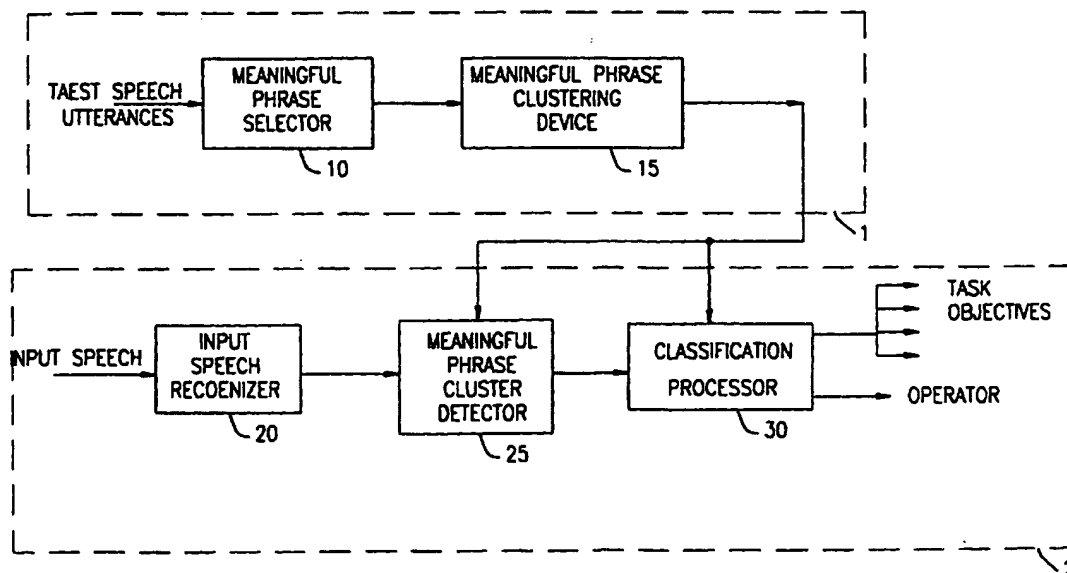 TAEST SPEECH
UTTERANCES
MEANINGFUL
PHRASE
SELECTOR
10
MEANINGFUL PHRASE
CLUSTERING
DEVICE
15
1
INPUT SPEECH
INPUT
SPEECH
RECOENIZER
20
MEANINGFUL
PHRASE
CLUSTER
DETECTOR
25
CLASSIFICATION
PROCESSOR
30
TASK
OBJECTIVES
OPERATOR